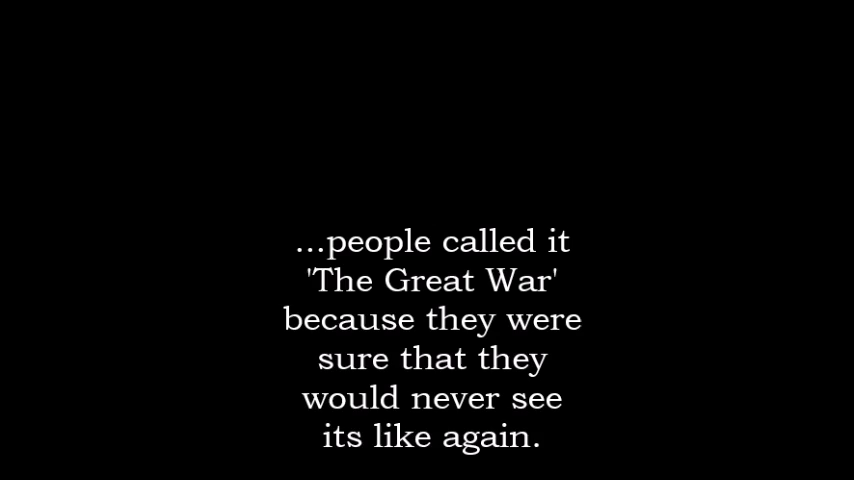 ...people called it
'The Great War'
because they were
sure that they
would never see
its like again.